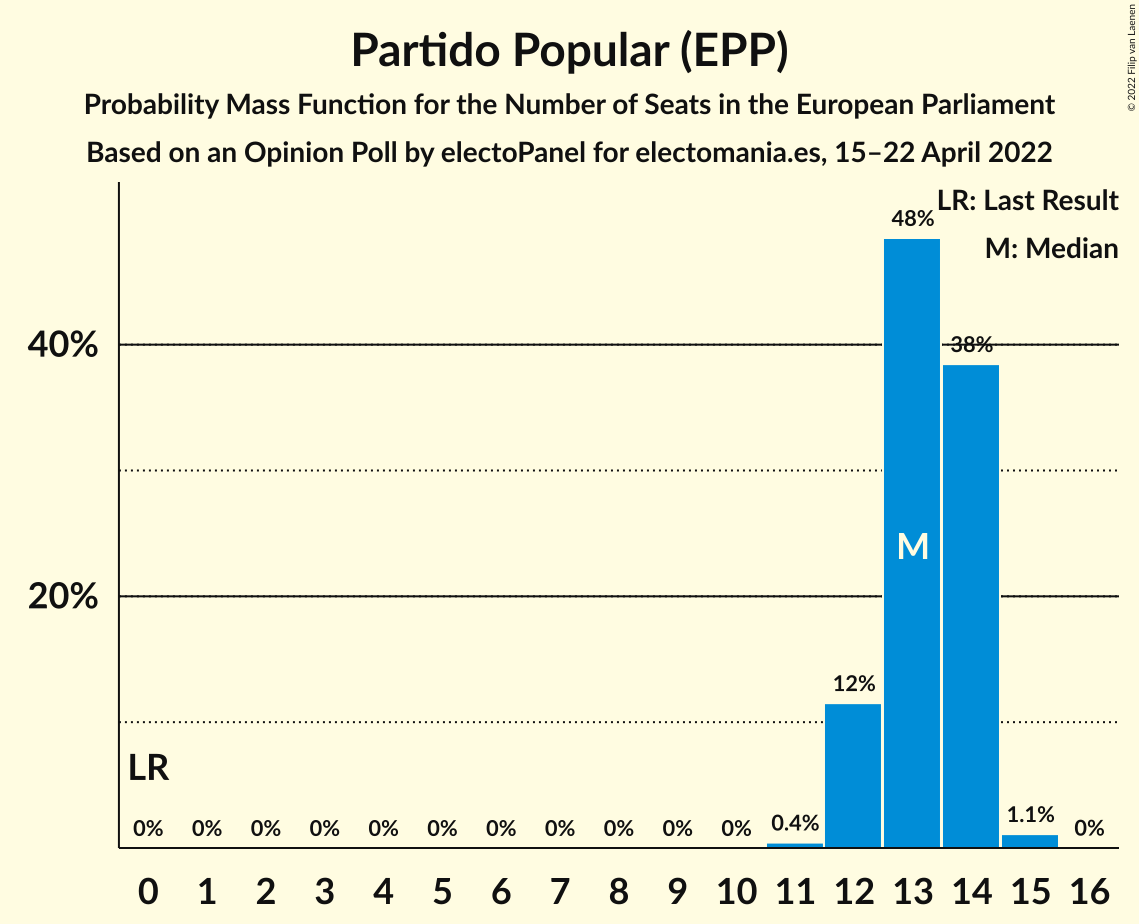 Partido Popular (EPP)
Probability Mass Function for the Number of Seats in the European Parliament
Based on an Opinion Poll by electoPanel for electomania.es, 15–22 April 2022
© 2022 Filip van Laenen
LR: Last Result
M: Median
48%
40%
38%
M
20%
12%
LR
0% 0% 0% 0% 0% 0% 0% 0% 0% 0% 0% 0.4% 1.1% 0%
0 1 2 3 4 5 6 7 8 9 10 11 12 13 14 15 16